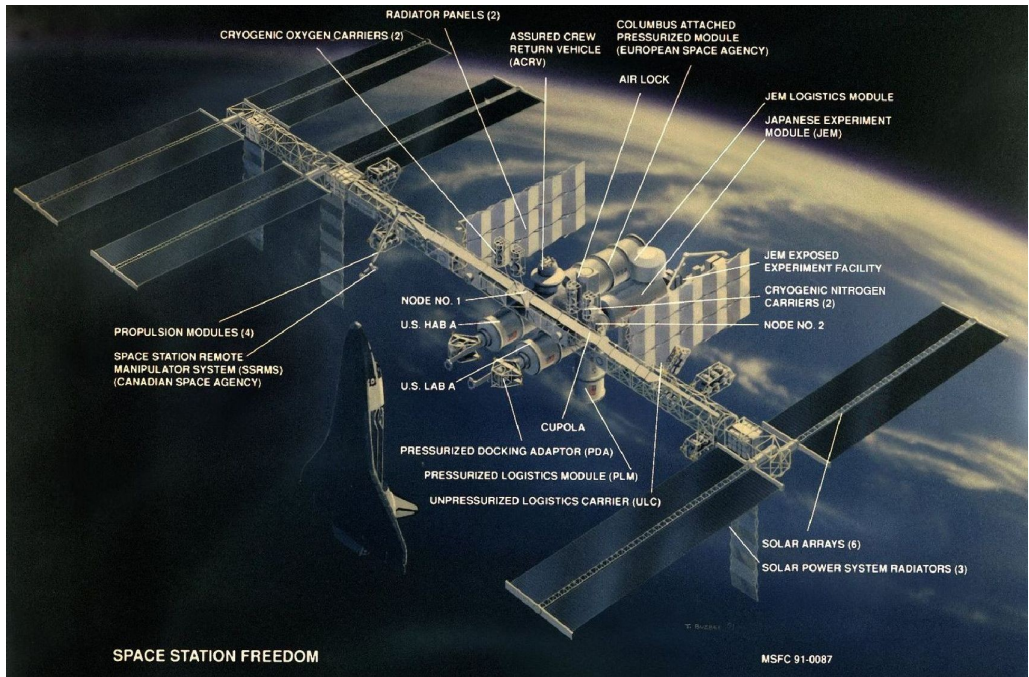 RADIATOR PANELS (2)
CRYOGENIC OXYGEN CARRIERS (2)
ASSURED CREW
RETURN VEHICLE
(ACRV)
COLUMBUS ATTACHED
PRESSURIZED MODULE
(EUROPEAN SPACE AGENCY)
AIR LOCK
JEM LOGISTICS MODULE
JAPANESE EXPERIMENT
MODULE (JEM)
JEM EXPOSED
EXPERIMENT FACILITY
CRYOGENIC NITROGEN
CARRIERS (2)
NODE NO. 2
NODE NO. 1
U.S. HAB A
U.S. LAB A
PROPULSION MODULES (4)
SPACE STATION REMOTE
MANIPULATOR SYSTEM (SSRMS)
(CANADIAN SPACE AGENCY)
CUPOLA
PRESSURIZED DOCKING ADAPTOR (PDA)
PRESSURIZED LOGISTICS MODULE (PLM)
UNPRESSURIZED LOGISTICS CARRIER (ULC)
SOLAR ARRAYS (6)
SOLAR POWER SYSTEM RADIATORS (3)
SPACE STATION FREEDOM
MSFC 91-0087